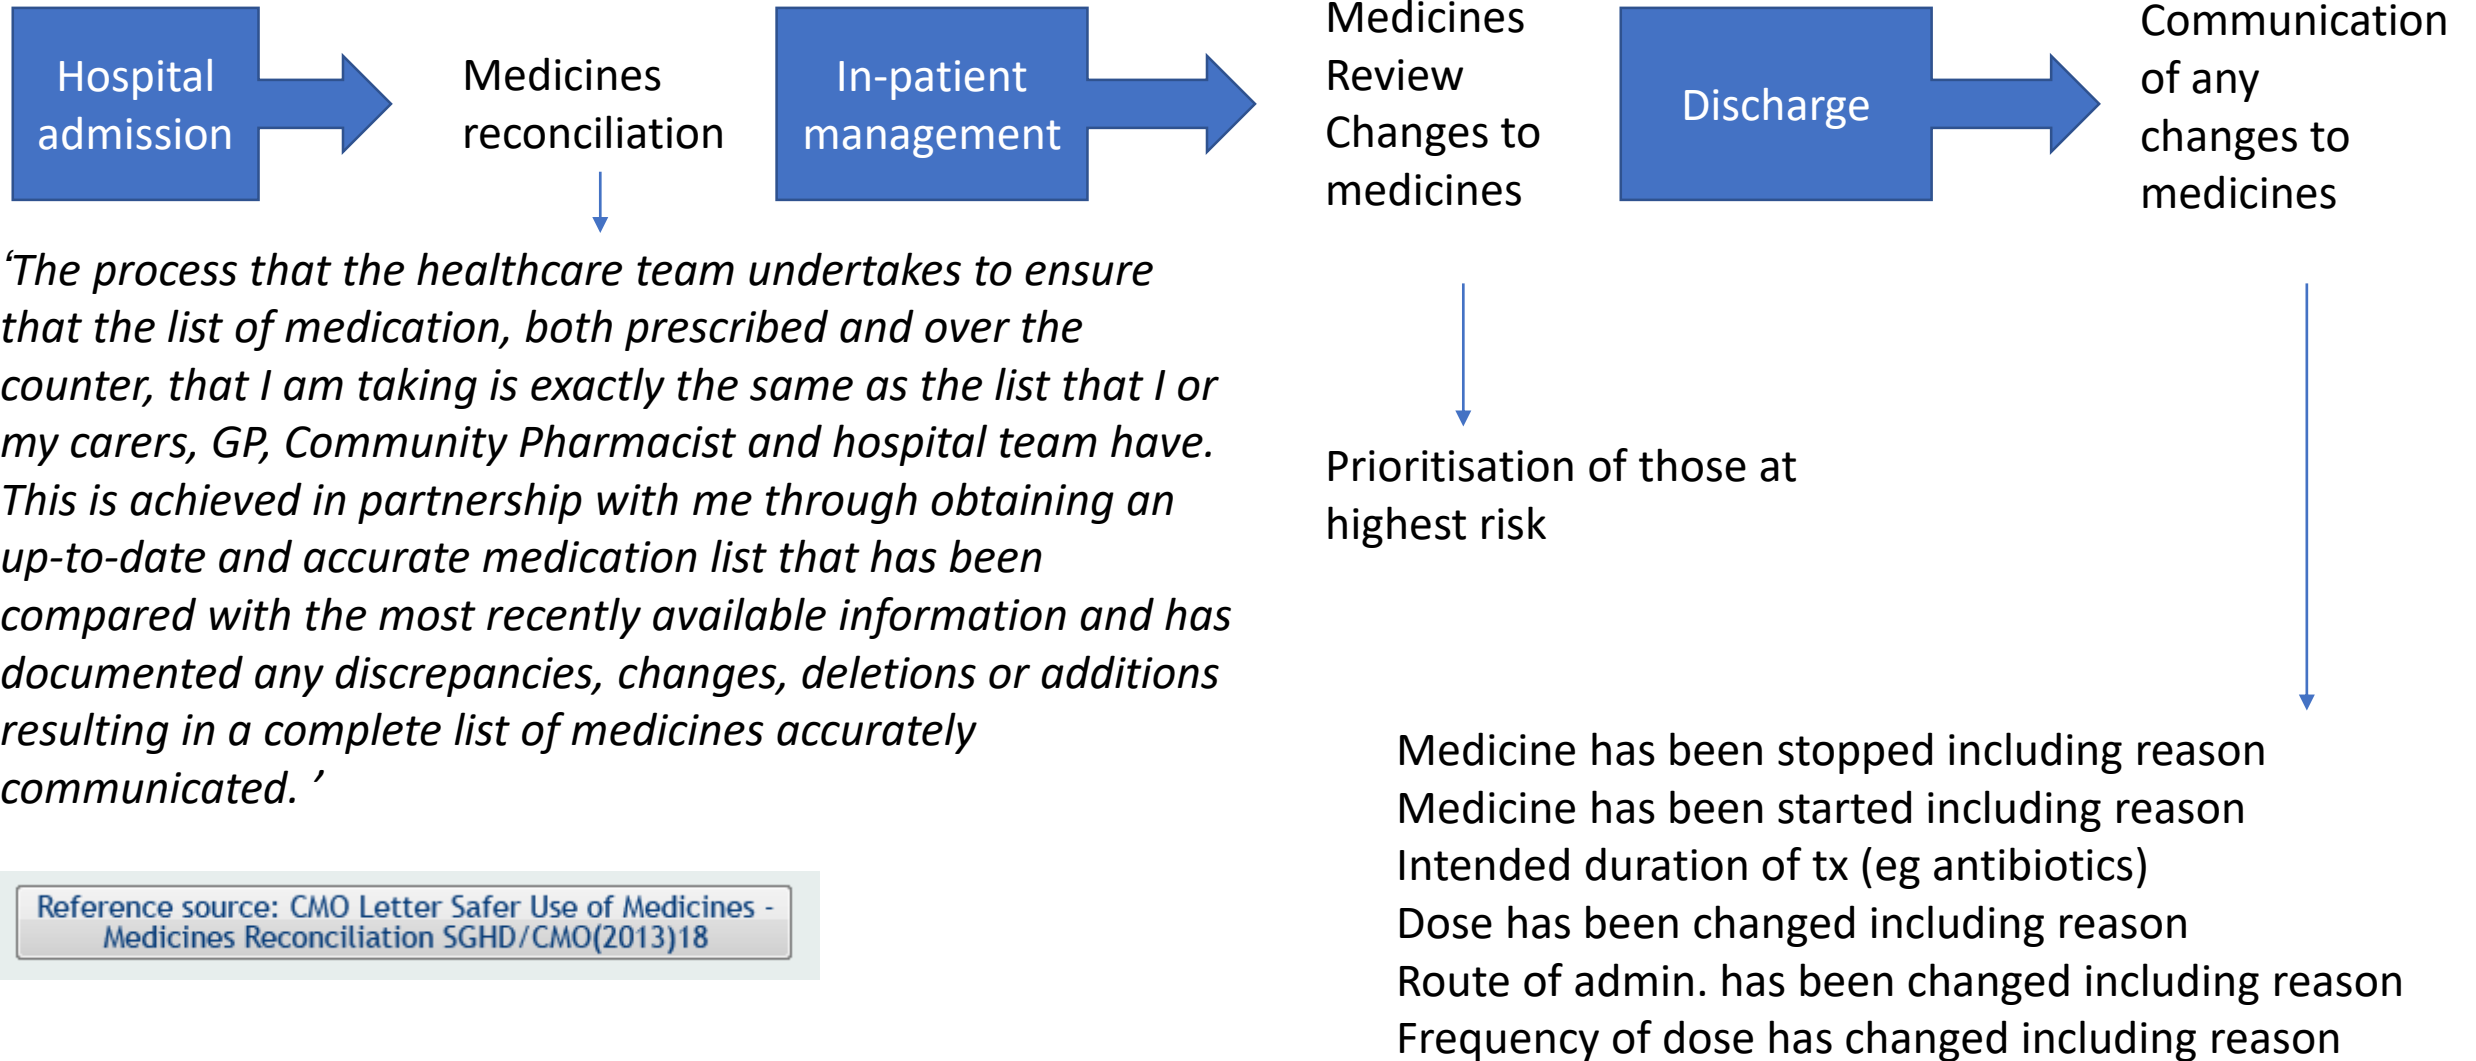 Hospital
admission
Medicines
reconciliation
In-patient
management
Medicines
Review
Changes to
medicines
Discharge
Communication
of any
changes to
medicines
‘The process that the healthcare team undertakes to ensure
that the list of medication, both prescribed and over the
counter, that I am taking is exactly the same as the list that I or
my carers, GP, Community Pharmacist and hospital team have.
This is achieved in partnership with me through obtaining an
up-to-date and accurate medication list that has been
compared with the most recently available information and has
documented any discrepancies, changes, deletions or additions
resulting in a complete list of medicines accurately
communicated. ’
Prioritisation of those at
highest risk
Medicine has been stopped including reason
Medicine has been started including reason
Intended duration of tx (eg antibiotics)
Dose has been changed including reason
Route of admin. has been changed including reason
Frequency of dose has changed including reason
Reference source: CMO Letter Safer Use of Medicines -
Medicines Reconciliation SGHD/CMO(2013)18